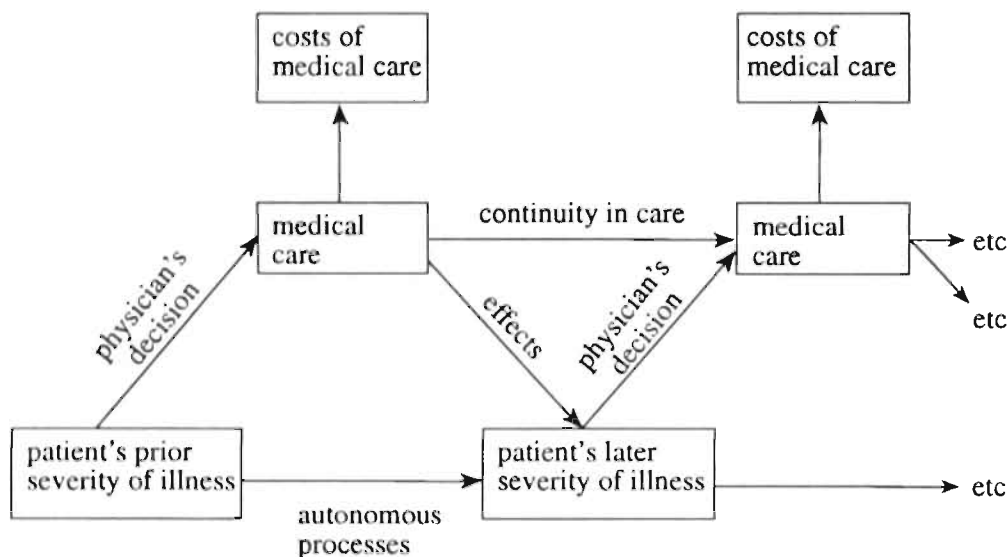 costs of
medical care
costs of
medical care
medical
care
continuity in care
medical
care
etc
etc
physician's
decision
effects
physician's
decision
patient's prior
severity of illness
autonomous
processes
patient's later
severity of illness
etc